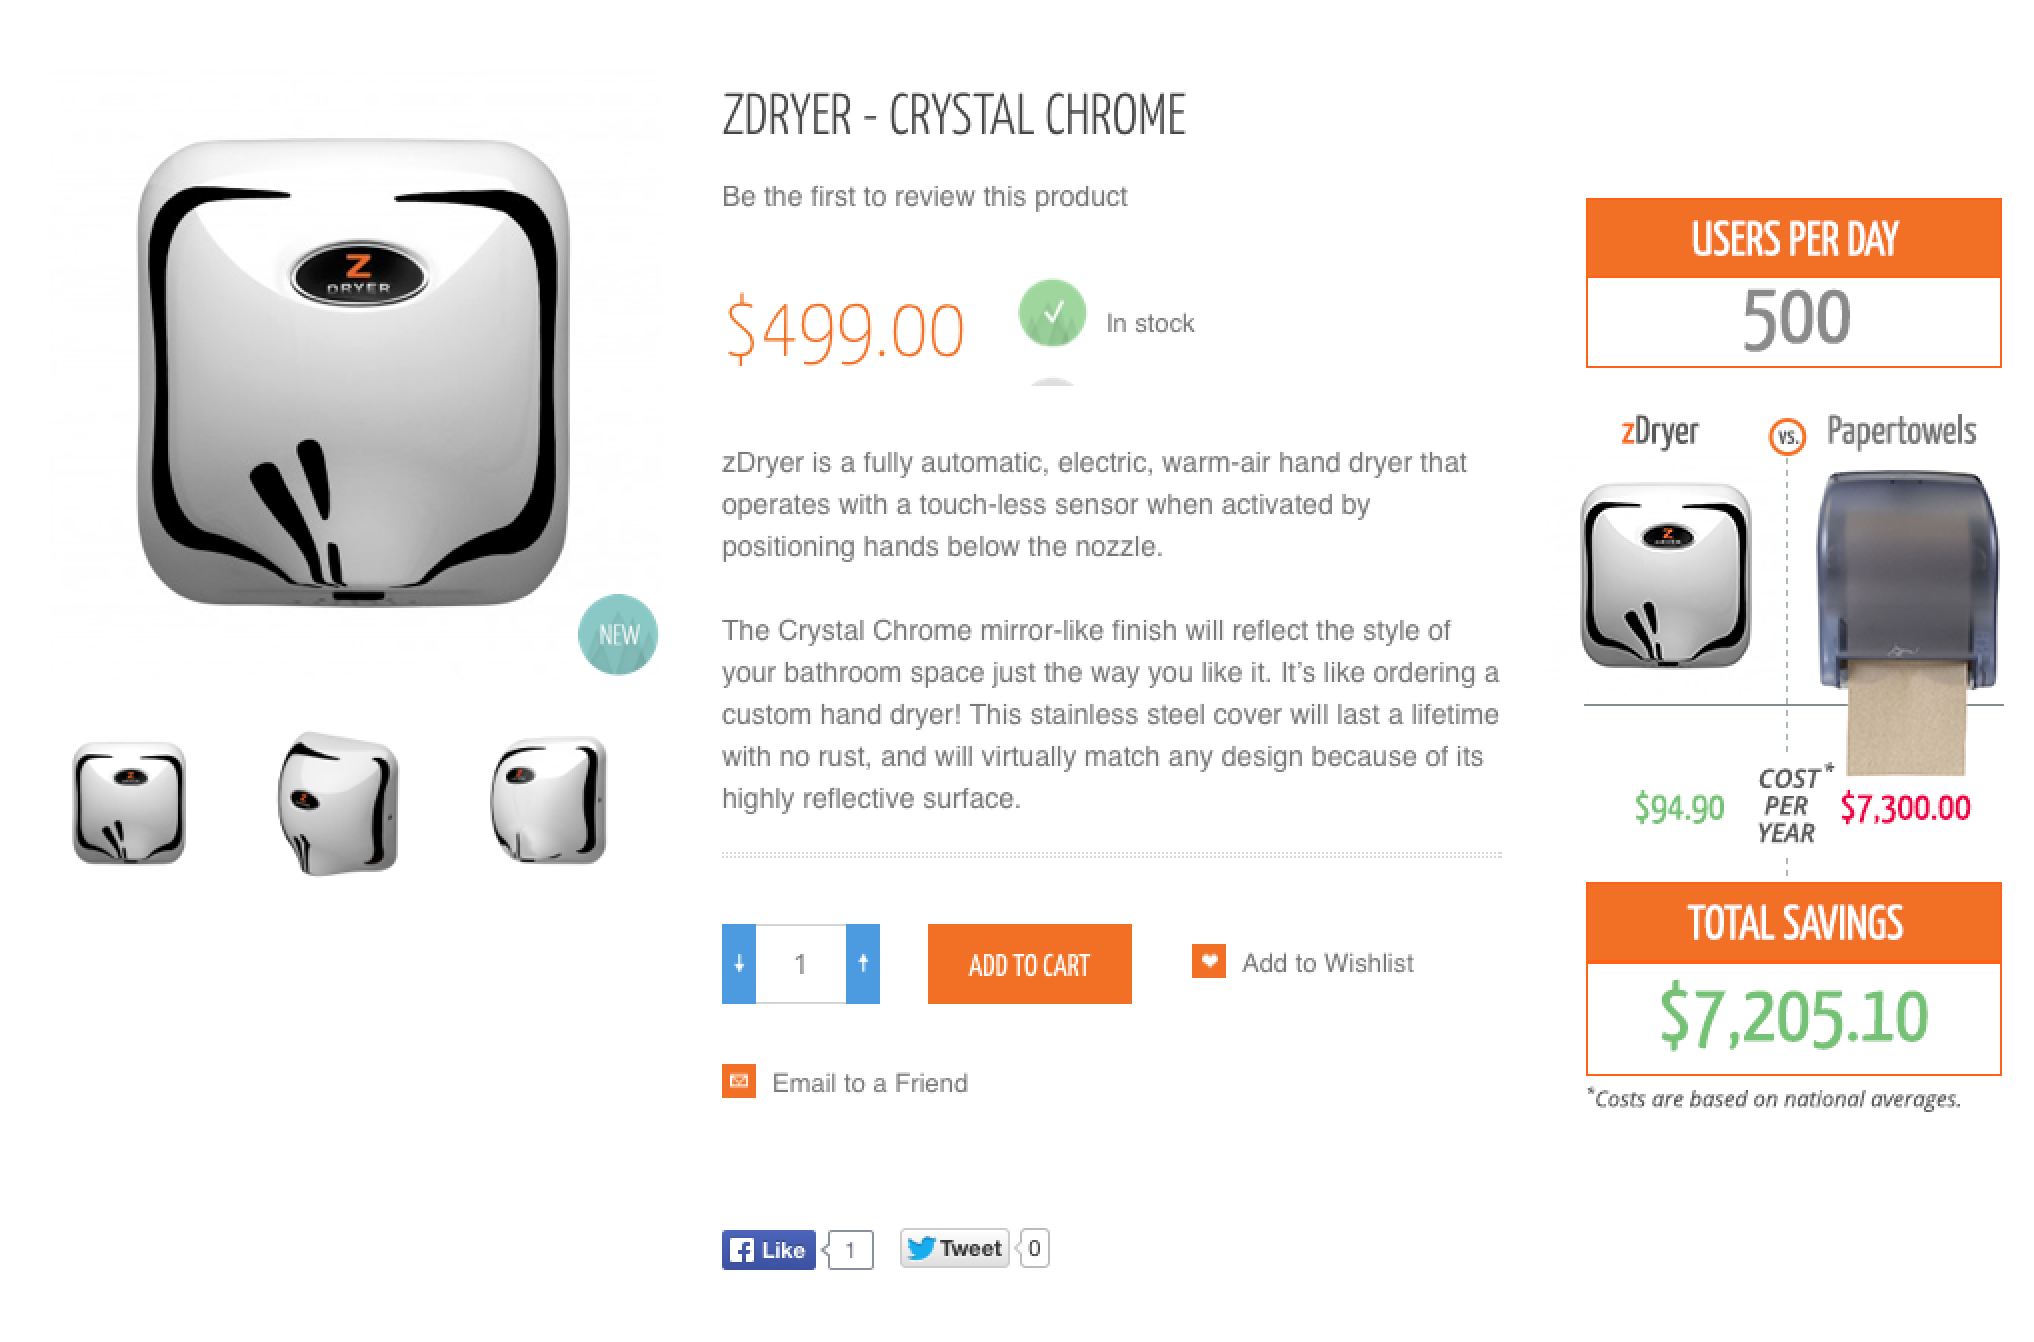 ZDRYER - CRYSTAL CHROME
Be the first to review this product
$499.00
In stock
Z
DRYER
NEW
zDryer is a fully automatic, electric, warm-air hand dryer that
operates with a touch-less sensor when activated by
positioning hands below the nozzle.
The Crystal Chrome mirror-like finish will reflect the style of
your bathroom space just the way you like it. It’s like ordering a
custom hand dryer! This stainless steel cover will last a lifetime
with no rust, and will virtually match any design because of its
highly reflective surface.
1
ADD TO CART
Add to Wishlist
Email to a Friend
Like 1
Tweet 0
USERS PER DAY
500
zDryer vs. Papertowels
Z
$94.90
COST*
PER
YEAR
$7,300.00
TOTAL SAVINGS
$7,205.10
*Costs are based on national averages.